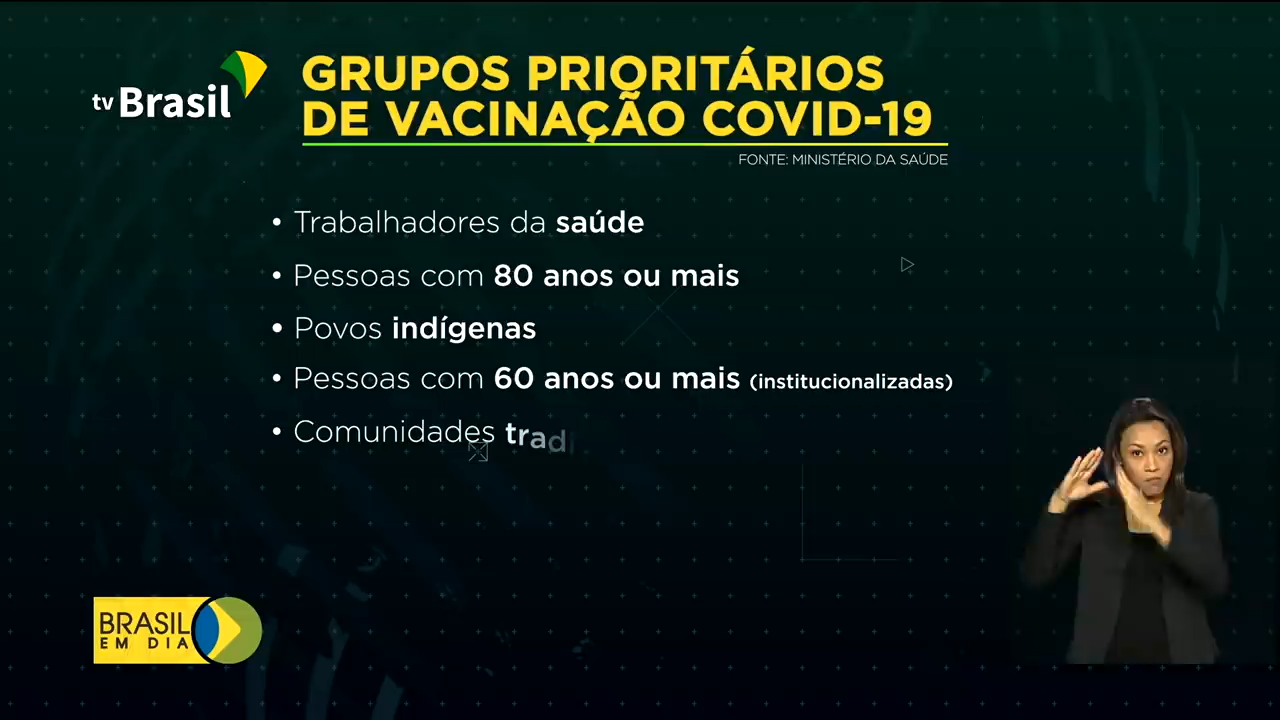 tv Brasil
GRUPOS PRIORITÁRIOS
DE VACINAÇÃO COVID-19
FONTE: MINISTÉRIO DA SAÚDE
• Trabalhadores da saúde
• Pessoas com 80 anos ou mais
• Povos indígenas
• Pessoas com 60 anos ou mais (institucionalizadas)
• Comunidades tradi
BRASIL
EM DIA